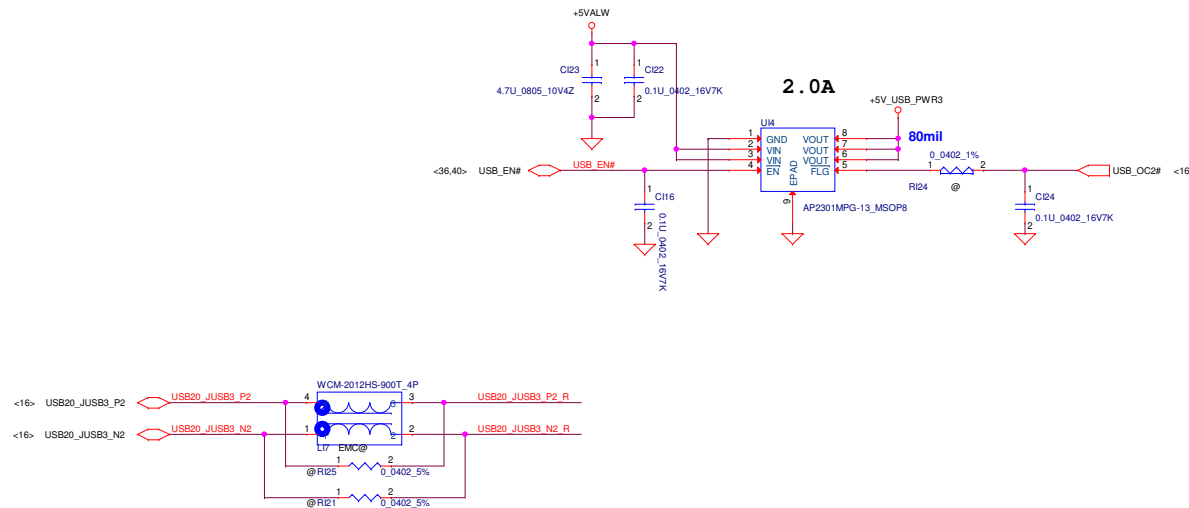 +5VALW
1
CI23
4.7U_0805_10V4Z
2
1
CI22
0.1U_0402_16V7K
2
2.0A
+5V_USB_PWR3
80mil
UI4
1 GND VOUT 8
2 VIN VOUT 7
3 VIN VOUT 6
4 EN FLG 5
EPAD
9
AP2301MPG-13_MSOP8
<36,40> USB_EN# USB_EN#
1
CI16
0.1U_0402_16V7K
2
0_0402_1%
1 2
RI24 @
USB_OC2# <16
1
CI24
0.1U_0402_16V7K
2
WCM-2012HS-900T_4P
<16> USB20_JUSB3_P2 USB20_JUSB3_P2 4 3 3 USB20_JUSB3_P2_R
<16> USB20_JUSB3_N2 USB20_JUSB3_N2 1 2 2 USB20_JUSB3_N2_R
LI7 EMC@
1 2
@RI25 0_0402_5%
1 2
@RI21 0_0402_5%